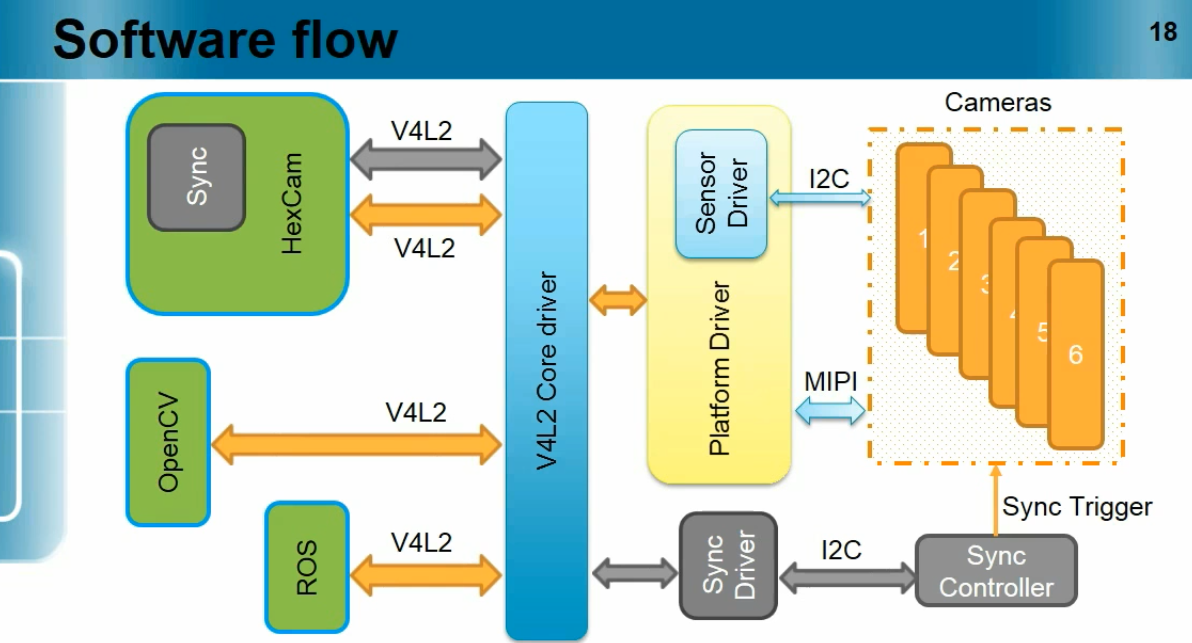 Software flow
18
Cameras
Sync
HexCam
V4L2
V4L2
V4L2 Core driver
Sensor
Driver
Platform Driver
I2C
MIPI
1
2
3
4
5
6
OpenCV
V4L2
ROS
V4L2
Sync
Driver
I2C
Sync Trigger
Sync
Controller